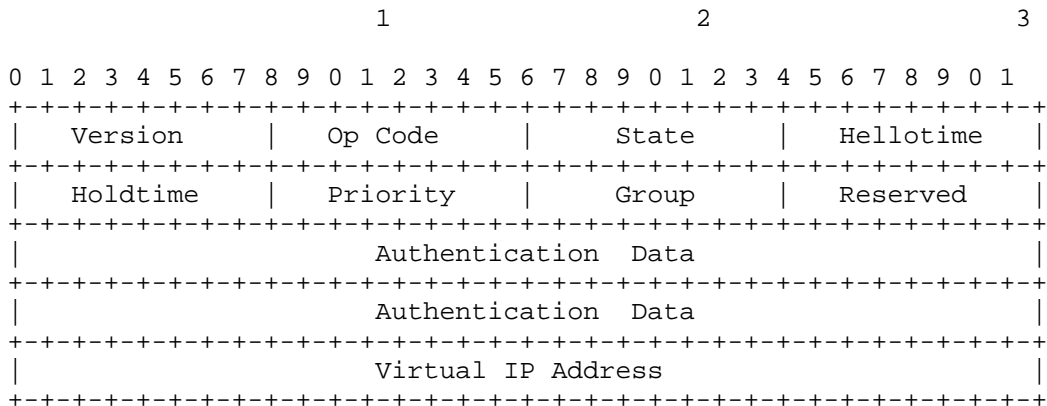 1                   2                   3

0 1 2 3 4 5 6 7 8 9 0 1 2 3 4 5 6 7 8 9 0 1 2 3 4 5 6 7 8 9 0 1
+-+-+-+-+-+-+-+-+-+-+-+-+-+-+-+-+-+-+-+-+-+-+-+-+-+-+-+-+-+-+-+-+
|   Version     |   Op Code     |     State     |   Hellotime   |
+-+-+-+-+-+-+-+-+-+-+-+-+-+-+-+-+-+-+-+-+-+-+-+-+-+-+-+-+-+-+-+-+
|   Holdtime    |   Priority    |     Group     |   Reserved    |
+-+-+-+-+-+-+-+-+-+-+-+-+-+-+-+-+-+-+-+-+-+-+-+-+-+-+-+-+-+-+-+-+
|                      Authentication  Data                     |
+-+-+-+-+-+-+-+-+-+-+-+-+-+-+-+-+-+-+-+-+-+-+-+-+-+-+-+-+-+-+-+-+
|                      Authentication  Data                     |
+-+-+-+-+-+-+-+-+-+-+-+-+-+-+-+-+-+-+-+-+-+-+-+-+-+-+-+-+-+-+-+-+
|                      Virtual IP Address                       |
+-+-+-+-+-+-+-+-+-+-+-+-+-+-+-+-+-+-+-+-+-+-+-+-+-+-+-+-+-+-+-+-+